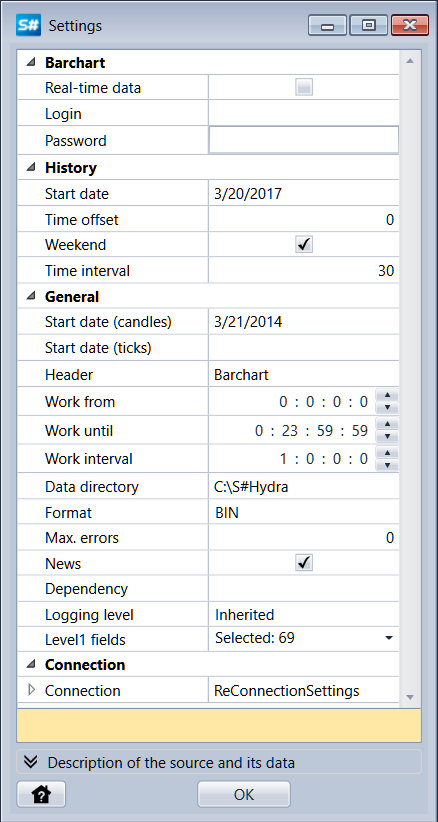 S# Settings
Barchart
Real-time data
Login
Password
History
Start date 3/20/2017
Time offset 0
Weekend
Time interval 30
General
Start date (candles) 3/21/2014
Start date (ticks)
Header Barchart
Work from 0 : 0 : 0 : 0
Work until 0 : 23 : 59 : 59
Work interval 1 : 0 : 0 : 0
Data directory C:\S#Hydra
Format BIN
Max. errors 0
News
Dependency
Logging level Inherited
Level1 fields Selected: 69
Connection
Connection ReConnectionSettings
Description of the source and its data
? OK